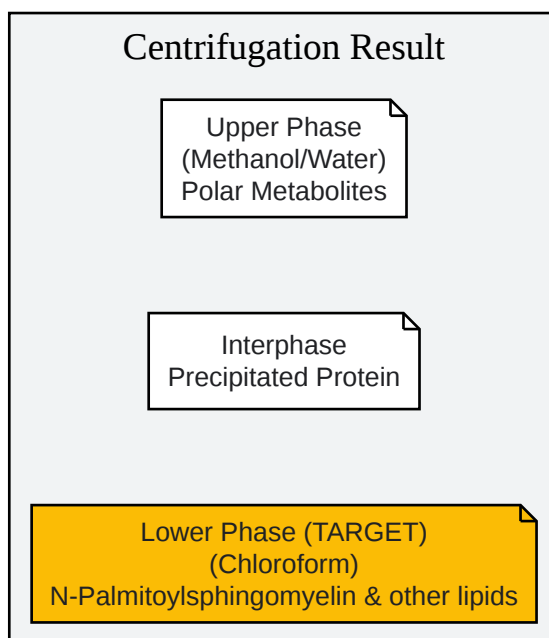 Centrifugation Result
Upper Phase
(Methanol/Water)
Polar Metabolites
Interphase
Precipitated Protein
Lower Phase (TARGET)
(Chloroform)
N-Palmitoylsphingomyelin & other lipids